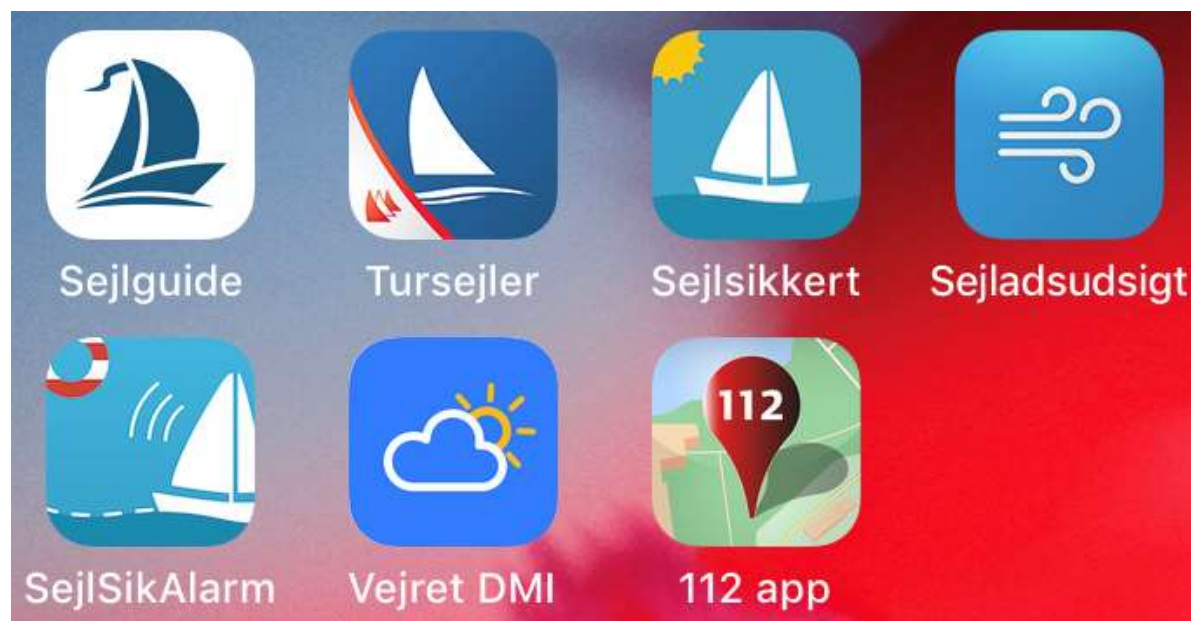 Sejlguide
Tursejler
Sejlsikkert
Sejladsudsigt
SejlSikAlarm
Vejret DMI
112
112 app